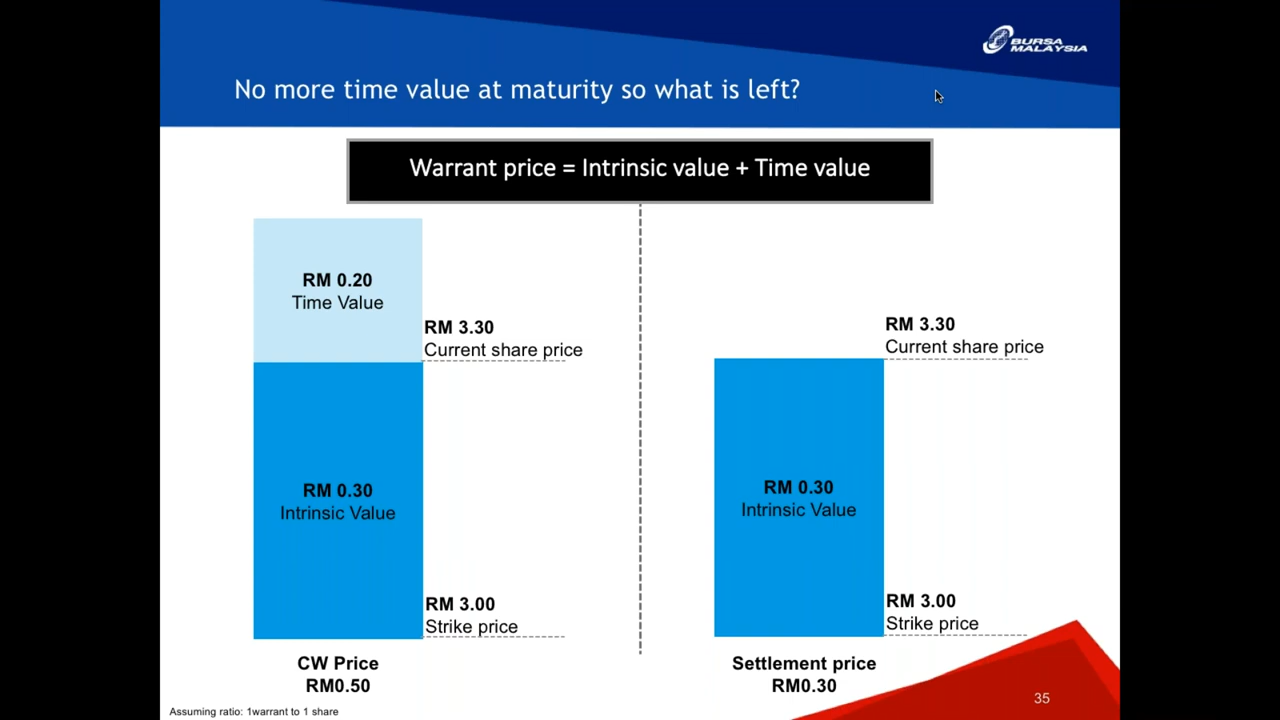 BURSA
MALAYSIA
No more time value at maturity so what is left?
Warrant price = Intrinsic value + Time value
RM 0.20
Time Value
RM 3.30
Current share price
RM 0.30
Intrinsic Value
RM 3.00
Strike price
CW Price
RM0.50
RM 3.30
Current share price
RM 0.30
Intrinsic Value
RM 3.00
Strike price
Settlement price
RM0.30
Assuming ratio: 1warrant to 1 share
35